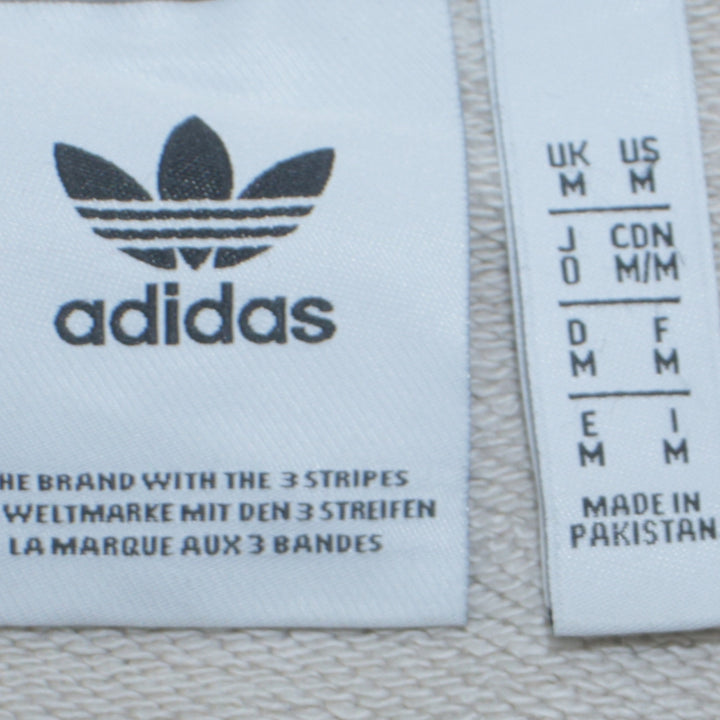 adidas
HE BRAND WITH THE 3 STRIPES
WELTMARKE MIT DEN 3 STREIFEN
LA MARQUE AUX 3 BANDES
UK US
M M
J CDN
O M/M
D F
M M
E I
M M
MADE IN
PAKISTAN